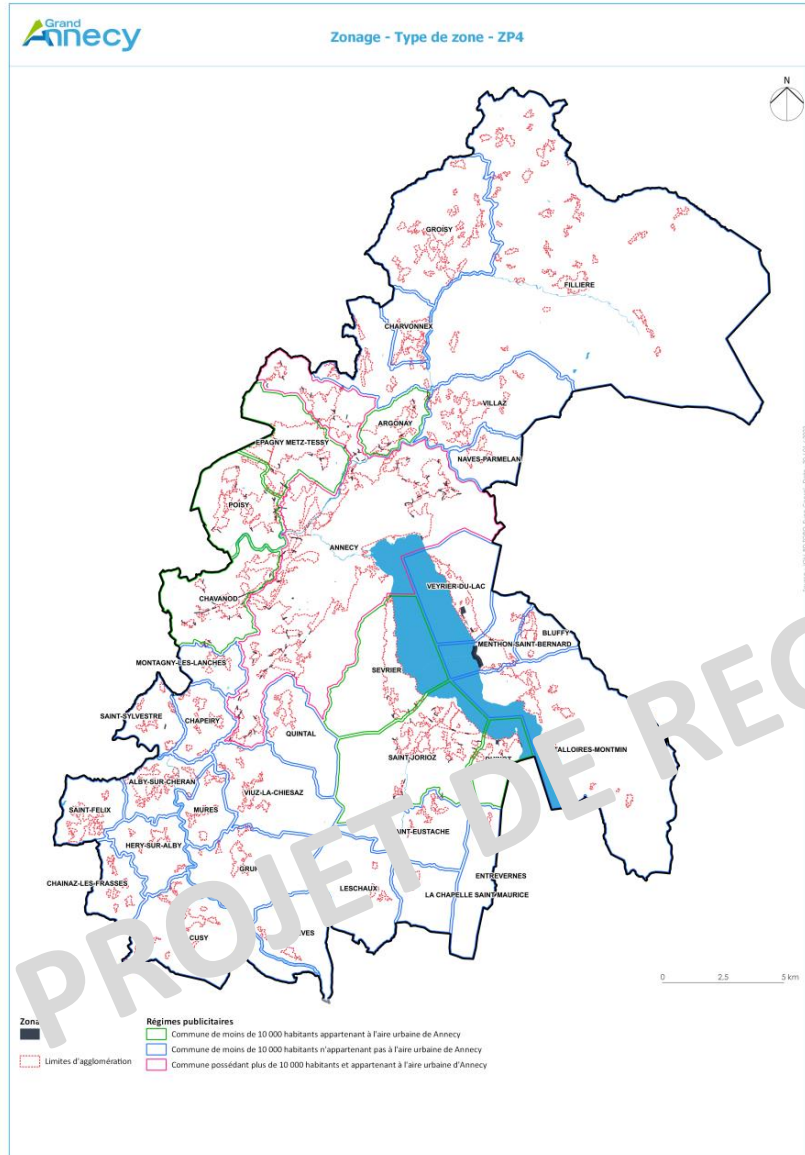 Grand
Annecy
Zonage - Type de zone - ZP4
N
GROISY
FILLIERE
CHARVONNEX
VILLAZ
ARGONAY
EPAGNY METZ-TESSY
NAVES-PARMELAN
POISY
ANNECY
VEYRIER-DU-LAC
CHAVANOD
BLUFFY
MENTHON-SAINT-BERNARD
MONTAGNY-LES-LANCHES
SEVRIER
SAINT-SYLVESTRE
CHAPEIRY
QUINTAL
TALLOIRES-MONTMIN
SAINT-JORIOZ
ALBY-SUR-CHERAN
VIUZ-LA-CHIESAZ
SAINT-FELIX
MURES
HERY-SUR-ALBY
ENTREVERNES
CHAINAZ-LES-FRASSES
LESCHAUX
LA CHAPELLE SAINT-MAURICE
CUSY
PROJET DE
0 2,5 5 km
Régimes publicitaires
Commune de moins de 10 000 habitants appartenant à l'aire urbaine de Annecy
Commune de moins de 10 000 habitants n'appartenant pas à l'aire urbaine de Annecy
Limites d'agglomération
Commune possédant plus de 10 000 habitants et appartenant à l'aire urbaine d'Annecy